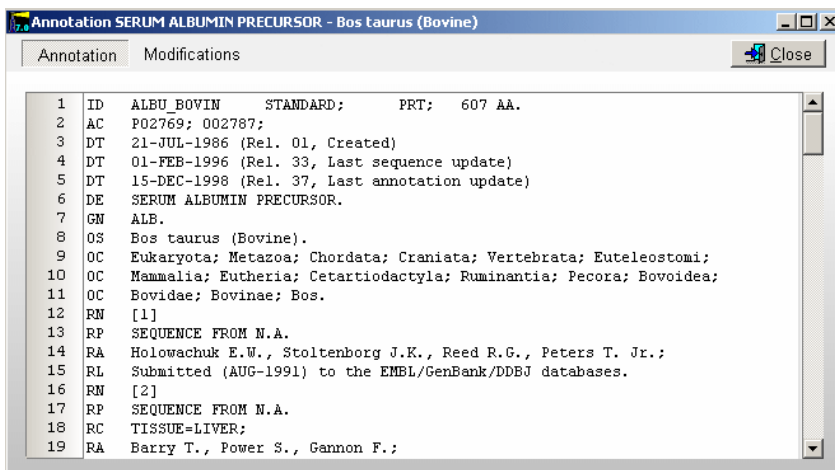 7.0 Annotation SERUM ALBUMIN PRECURSOR - Bos taurus (Bovine)
Annotation Modifications Close
1 ID ALBU_BOVIN STANDARD; PRT; 607 AA.
2 AC P02769; O02787;
3 DT 21-JUL-1986 (Rel. 01, Created)
4 DT 01-FEB-1996 (Rel. 33, Last sequence update)
5 DT 15-DEC-1998 (Rel. 37, Last annotation update)
6 DE SERUM ALBUMIN PRECURSOR.
7 GN ALB.
8 OS Bos taurus (Bovine).
9 OC Eukaryota; Metazoa; Chordata; Craniata; Vertebrata; Euteleostomi;
10 OC Mammalia; Eutheria; Cetartiodactyla; Ruminantia; Pecora; Bovoidea;
11 OC Bovidae; Bovinae; Bos.
12 RN [1]
13 RP SEQUENCE FROM N.A.
14 RA Holowachuk E.W., Stoltenborg J.K., Reed R.G., Peters T. Jr.;
15 RL Submitted (AUG-1991) to the EMBL/GenBank/DDBJ databases.
16 RN [2]
17 RP SEQUENCE FROM N.A.
18 RC TISSUE=LIVER;
19 RA Barry T., Power S., Gannon F.;